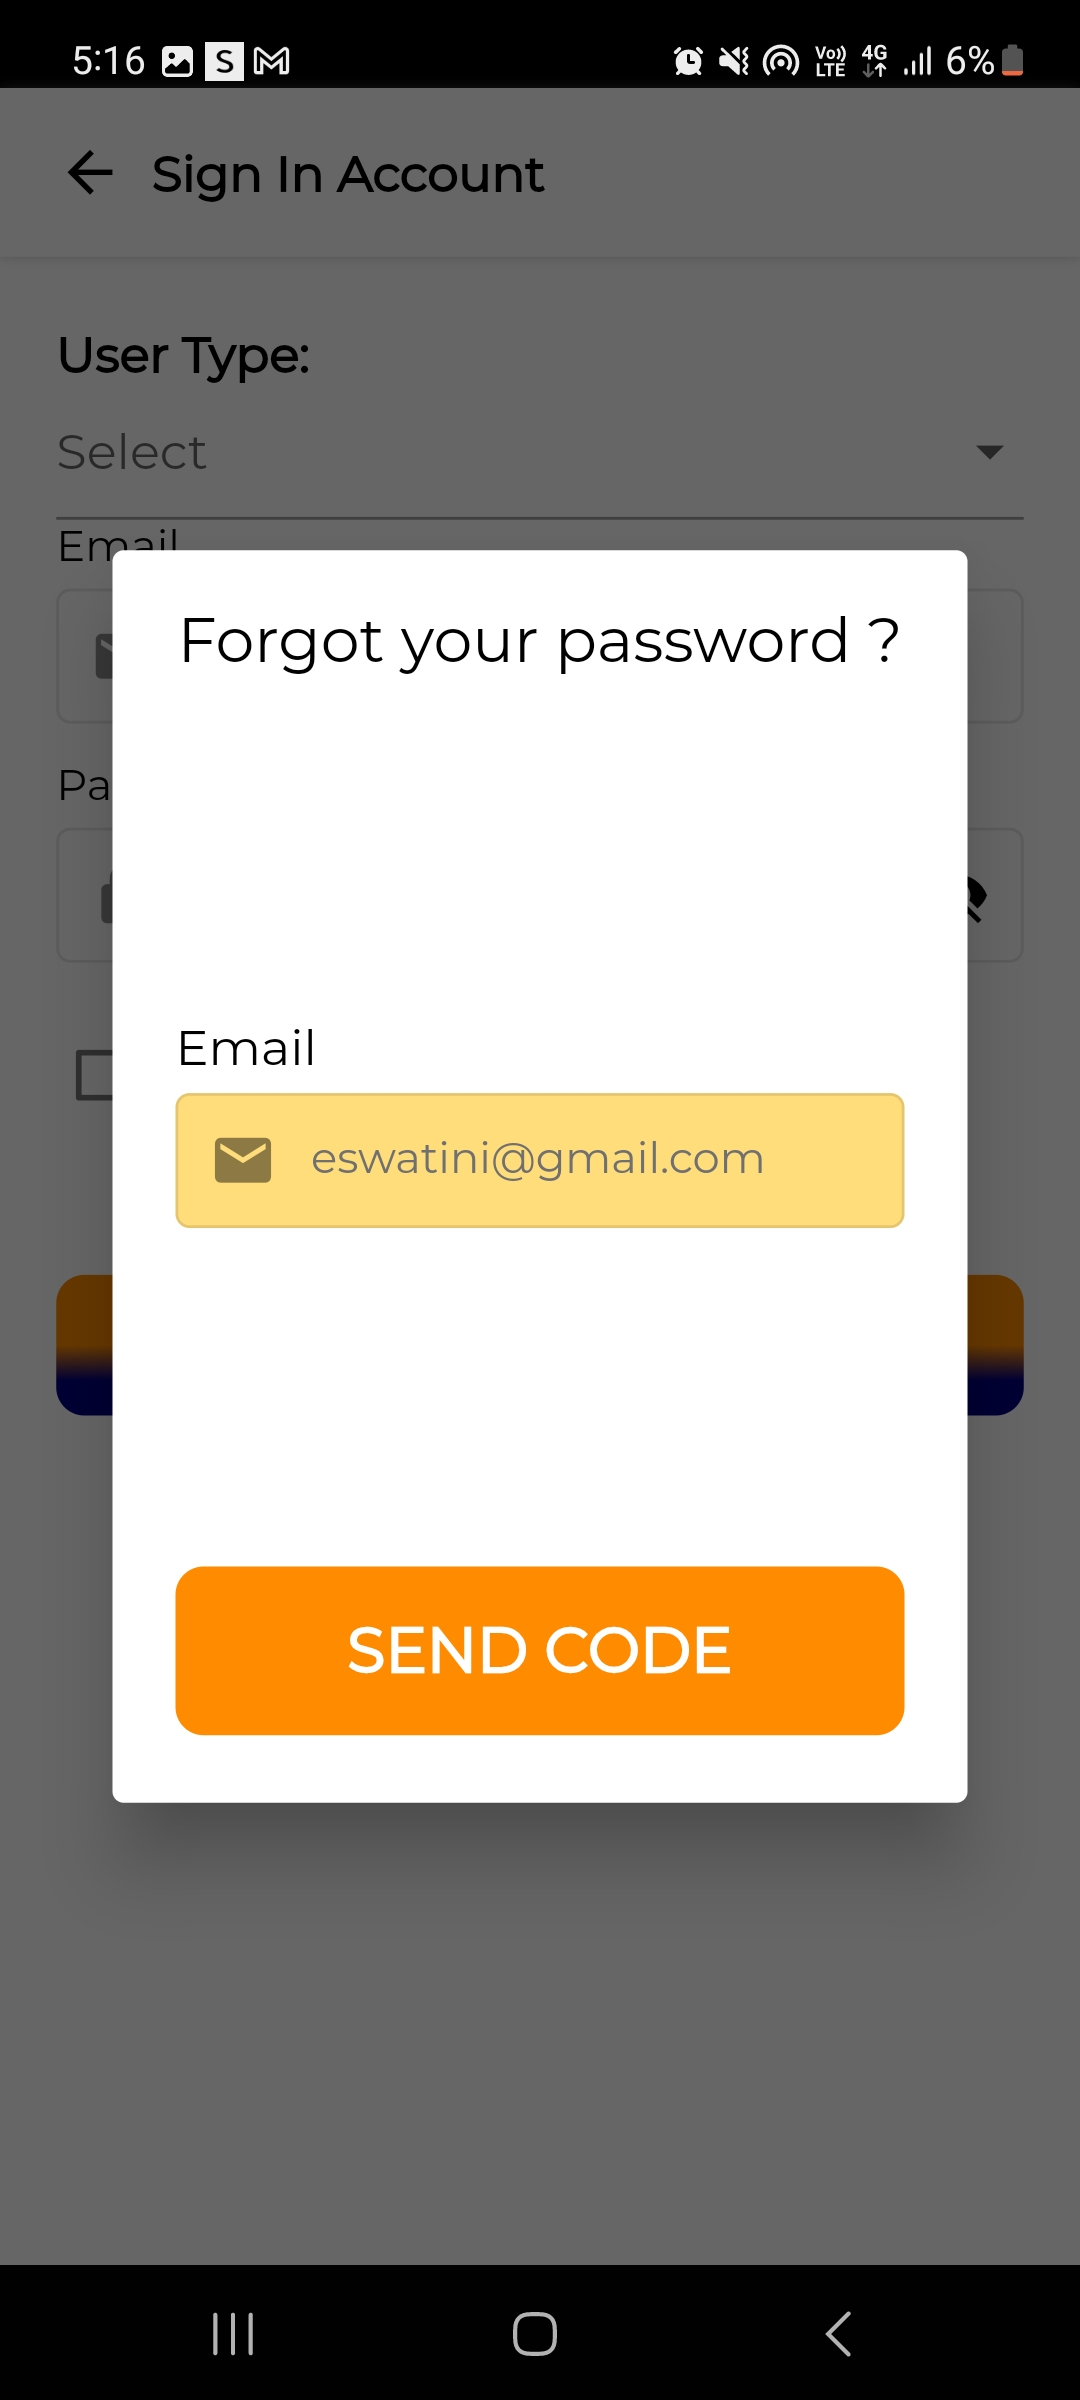 5:16 S Vo)) LTE 4G 6%
Sign In Account
User Type:
Select
Email
Forgot your password ?
Pa
Email
eswatini@gmail.com
SEND CODE